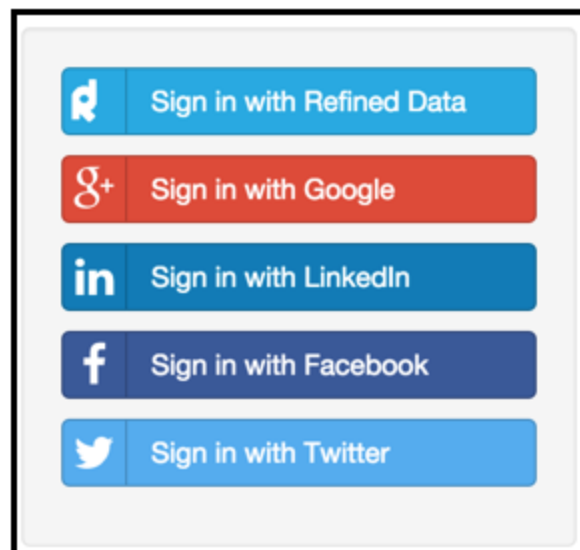 Sign in with Refined Data
g+ Sign in with Google
in Sign in with LinkedIn
f Sign in with Facebook
Sign in with Twitter